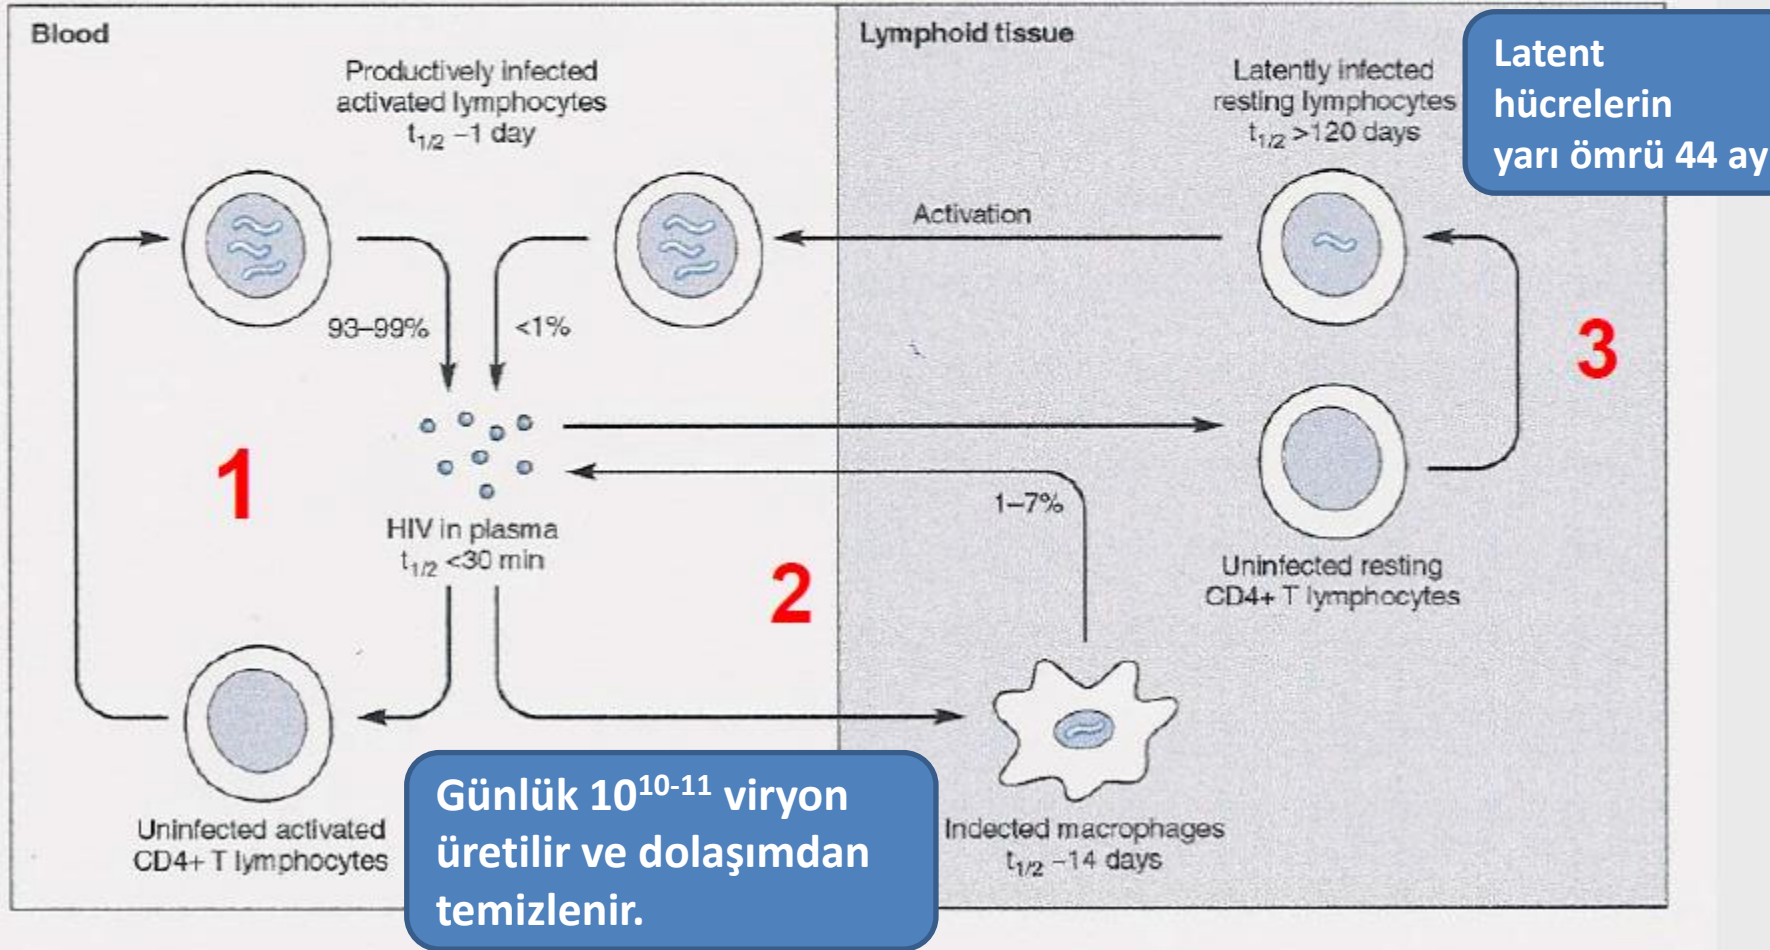 Blood
Productively infected
activated lymphocytes
t1/2 ~1 day
93–99%
<1%
1
HIV in plasma
t1/2 <30 min
2
Uninfected activated
CD4+ T lymphocytes
Günlük 10^10-11 viryon
üretilir ve dolaşımdan
temizlenir.
Lymphoid tissue
Latently infected
resting lymphocytes
t1/2 >120 days
Latent
hücrelerin
yarı ömrü 44 ay
Activation
3
1–7%
Uninfected resting
CD4+ T lymphocytes
Indected macrophages
t1/2 ~14 days